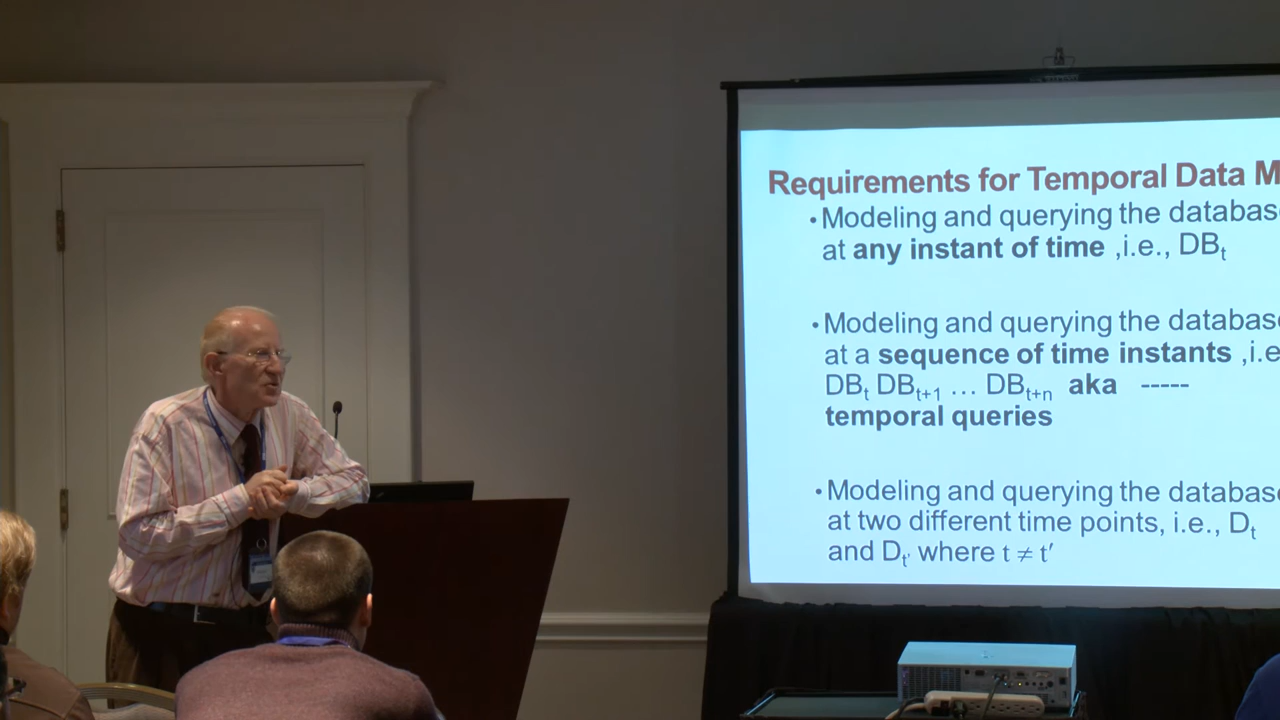 Requirements for Temporal Data M
• Modeling and querying the databas
at any instant of time ,i.e., DBt
• Modeling and querying the database
at a sequence of time instants ,i.e
DBt DBt+1 … DBt+n aka -----
temporal queries
• Modeling and querying the database
at two different time points, i.e., Dt
and Dt' where t ≠ t′